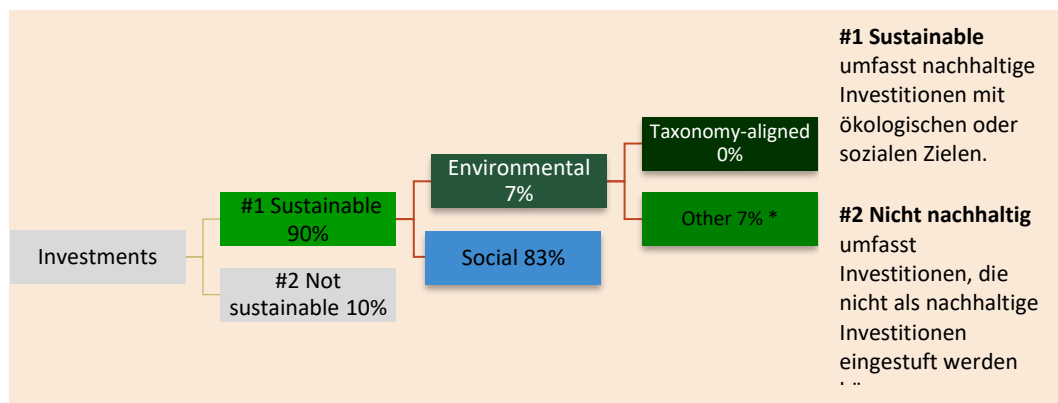 Investments
#1 Sustainable
90%
#2 Not
sustainable 10%
Environmental
7%
Social 83%
Taxonomy-aligned
0%
Other 7% *
#1 Sustainable
umfasst nachhaltige
Investitionen mit
ökologischen oder
sozialen Zielen.
#2 Nicht nachhaltig
umfasst
Investitionen, die
nicht als nachhaltige
Investitionen
eingestuft werden